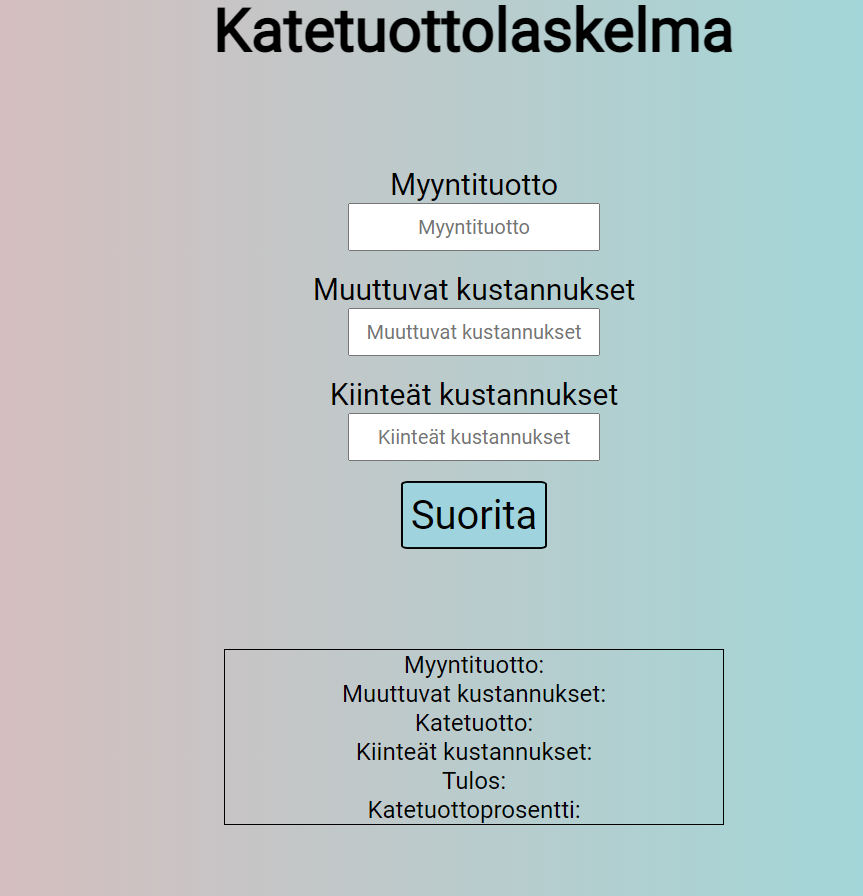 Katetuottolaskelma
Myyntituotto
Myyntituotto
Muuttuvat kustannukset
Muuttuvat kustannukset
Kiinteät kustannukset
Kiinteät kustannukset
Suorita
Myyntituotto:
Muuttuvat kustannukset:
Katetuotto:
Kiinteät kustannukset:
Tulos:
Katetuottoprosentti: